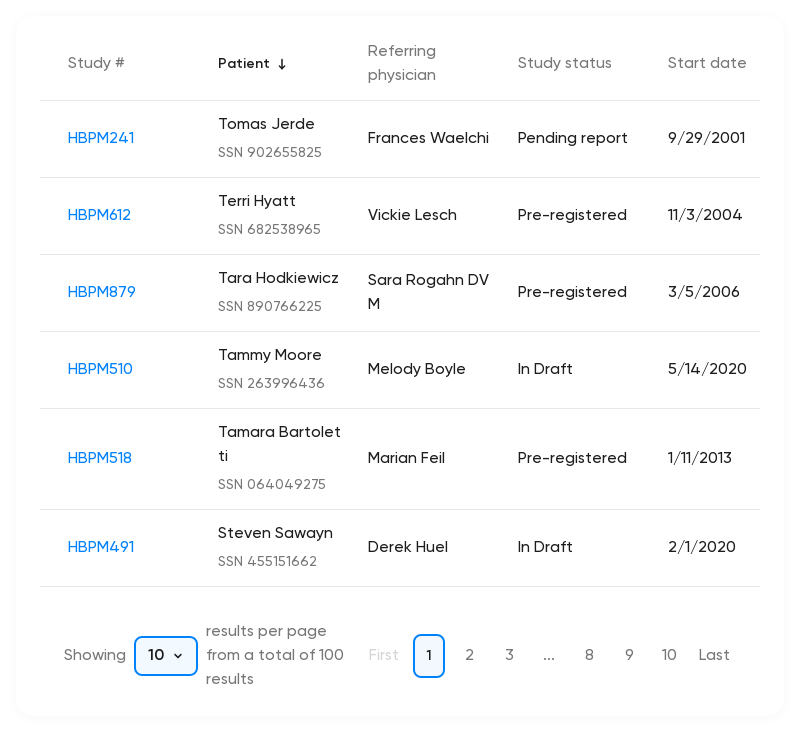 Study #
Patient ↓
Referring
physician
Study status
Start date
HBPM241
Tomas Jerde
SSN 902655825
Frances Waelchi
Pending report
9/29/2001
HBPM612
Terri Hyatt
SSN 682538965
Vickie Lesch
Pre-registered
11/3/2004
HBPM879
Tara Hodkiewicz
SSN 890766225
Sara Rogahn DV
M
Pre-registered
3/5/2006
HBPM510
Tammy Moore
SSN 263996436
Melody Boyle
In Draft
5/14/2020
HBPM518
Tamara Bartolet
ti
SSN 064049275
Marian Feil
Pre-registered
1/11/2013
HBPM491
Steven Sawayn
SSN 455151662
Derek Huel
In Draft
2/1/2020
Showing
10
results per page
from a total of 100
results
First
1
2
3
...
8
9
10
Last